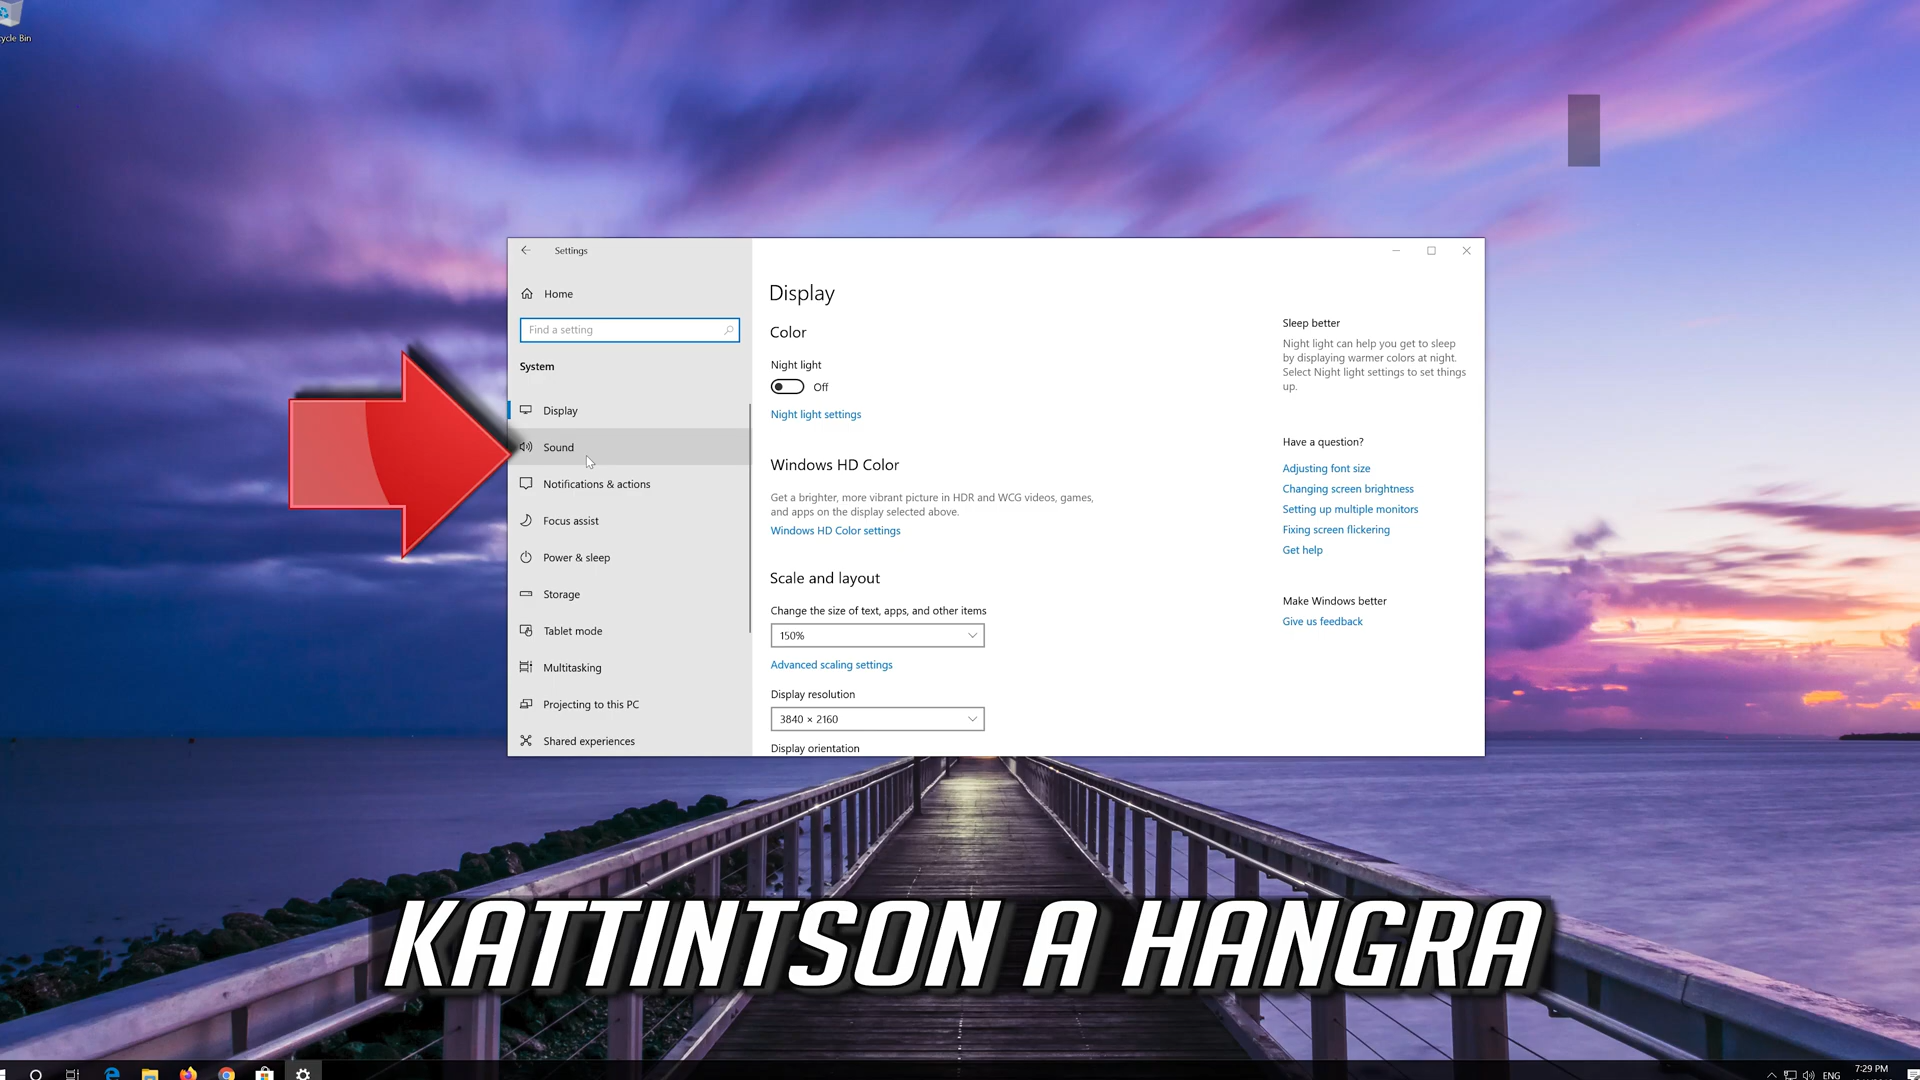 cycle Bin
Settings
Home
Find a setting
System
Display
Sound
Notifications & actions
Focus assist
Power & sleep
Storage
Tablet mode
Multitasking
Projecting to this PC
Shared experiences
Display
Color
Night light
Off
Night light settings
Windows HD Color
Get a brighter, more vibrant picture in HDR and WCG videos, games,
and apps on the display selected above.
Windows HD Color settings
Scale and layout
Change the size of text, apps, and other items
150%
Advanced scaling settings
Display resolution
3840 × 2160
Display orientation
Sleep better
Night light can help you get to sleep
by displaying warmer colors at night.
Select Night light settings to set things
up.
Have a question?
Adjusting font size
Changing screen brightness
Setting up multiple monitors
Fixing screen flickering
Get help
Make Windows better
Give us feedback
KATTINTSON A HANGRA
ENG
7:29 PM